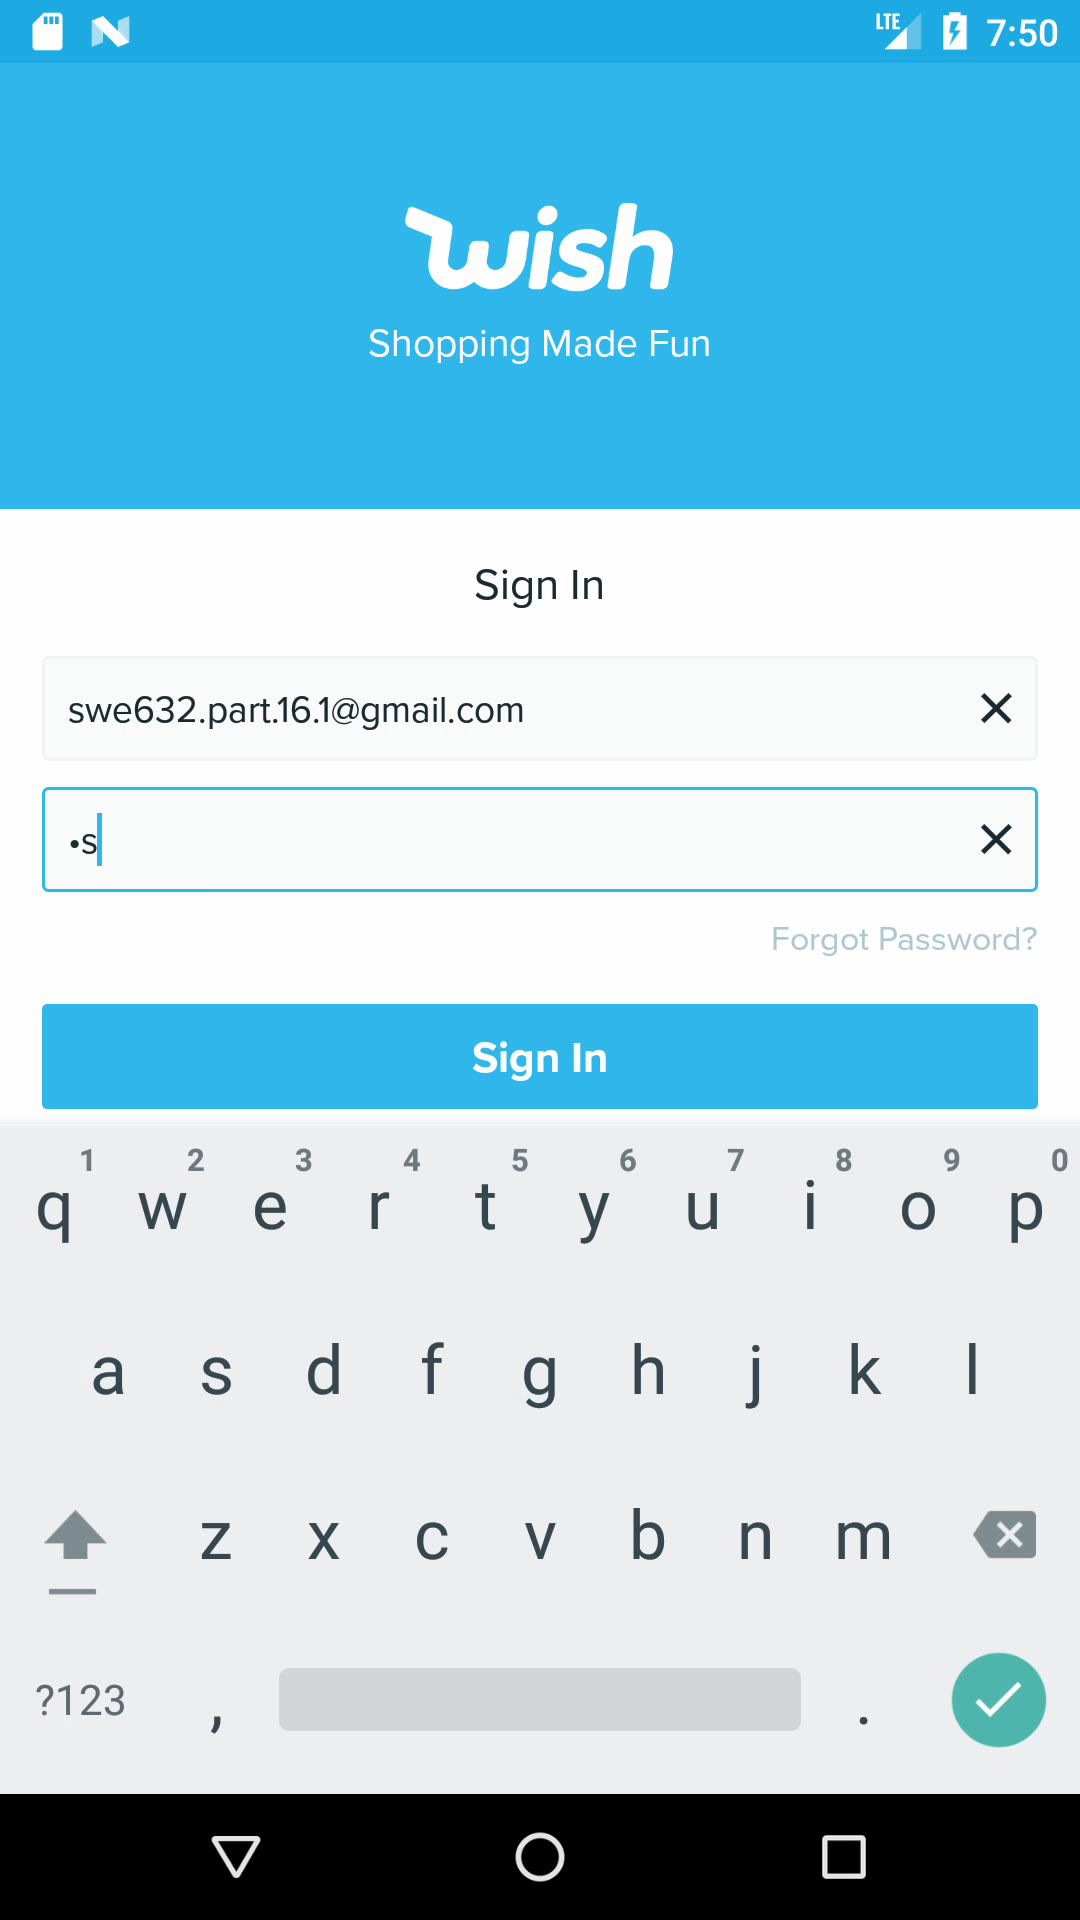 LTE 7:50
wish
Shopping Made Fun
Sign In
swe632.part.16.1@gmail.com
•s
Forgot Password?
Sign In
1 2 3 4 5 6 7 8 9 0
q w e r t y u i o p
a s d f g h j k l
z x c v b n m
?123 , .